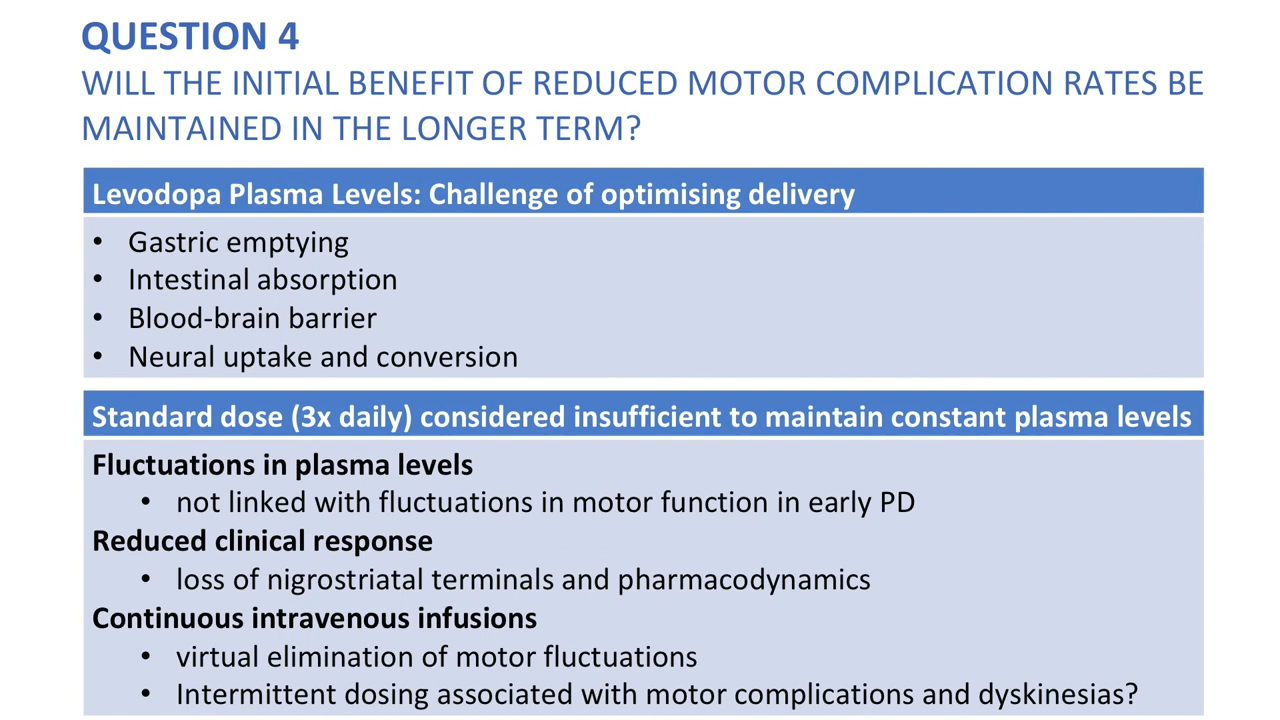 QUESTION 4
WILL THE INITIAL BENEFIT OF REDUCED MOTOR COMPLICATION RATES BE
MAINTAINED IN THE LONGER TERM?
Levodopa Plasma Levels: Challenge of optimising delivery
• Gastric emptying
• Intestinal absorption
• Blood-brain barrier
• Neural uptake and conversion
Standard dose (3x daily) considered insufficient to maintain constant plasma levels
Fluctuations in plasma levels
• not linked with fluctuations in motor function in early PD
Reduced clinical response
• loss of nigrostriatal terminals and pharmacodynamics
Continuous intravenous infusions
• virtual elimination of motor fluctuations
• Intermittent dosing associated with motor complications and dyskinesias?